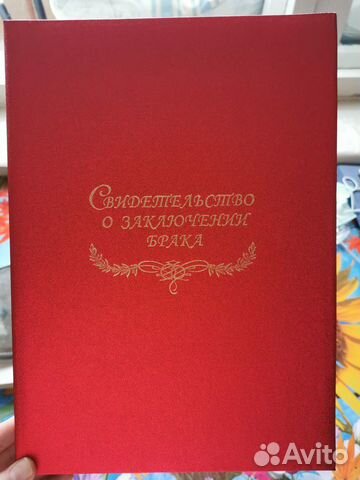 Свидетельство
о заключении
брака
Avito